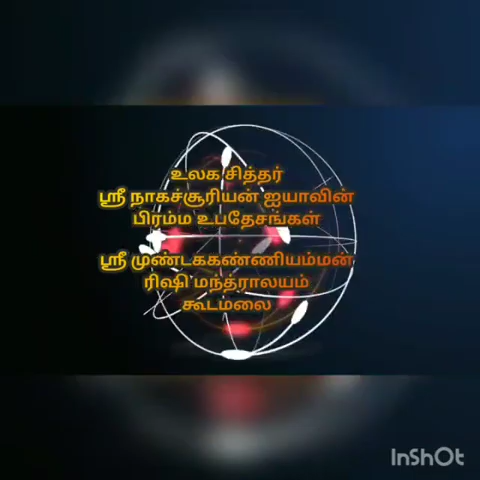 உலக சித்தர்
ஸ்ரீ நாகச்சூரியன் ஐயாவின்
பிரம்ம உபதேசங்கள்
ஸ்ரீ முண்டககண்ணியம்மன்
ரிஷி மந்த்ராலயம்
கூடமலை
InShOt